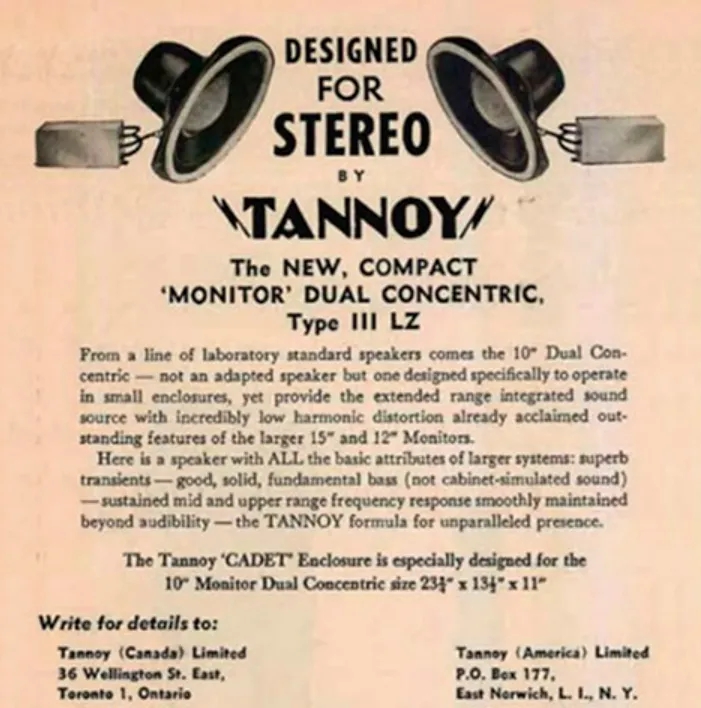 DESIGNED
FOR
STEREO
BY
TANNOY
The NEW, COMPACT
'MONITOR' DUAL CONCENTRIC,
Type III LZ
From a line of laboratory standard speakers comes the 10" Dual Con-
centric — not an adapted speaker but one designed specifically to operate
in small enclosures, yet provide the extended range integrated sound
source with incredibly low harmonic distortion already acclaimed out-
standing features of the larger 15" and 12" Monitors.
Here is a speaker with ALL the basic attributes of larger systems: superb
transients — good, solid, fundamental bass (not cabinet-simulated sound)
— sustained mid and upper range frequency response smoothly maintained
beyond audibility — the TANNOY formula for unparalleled presence.
The Tannoy 'CADET' Enclosure is especially designed for the
10" Monitor Dual Concentric size 23¾" x 13½" x 11"
Write for details to:
Tannoy (Canada) Limited
36 Wellington St. East,
Toronto 1, Ontario
Tannoy (America) Limited
P.O. Box 177,
East Norwich, L. I., N. Y.